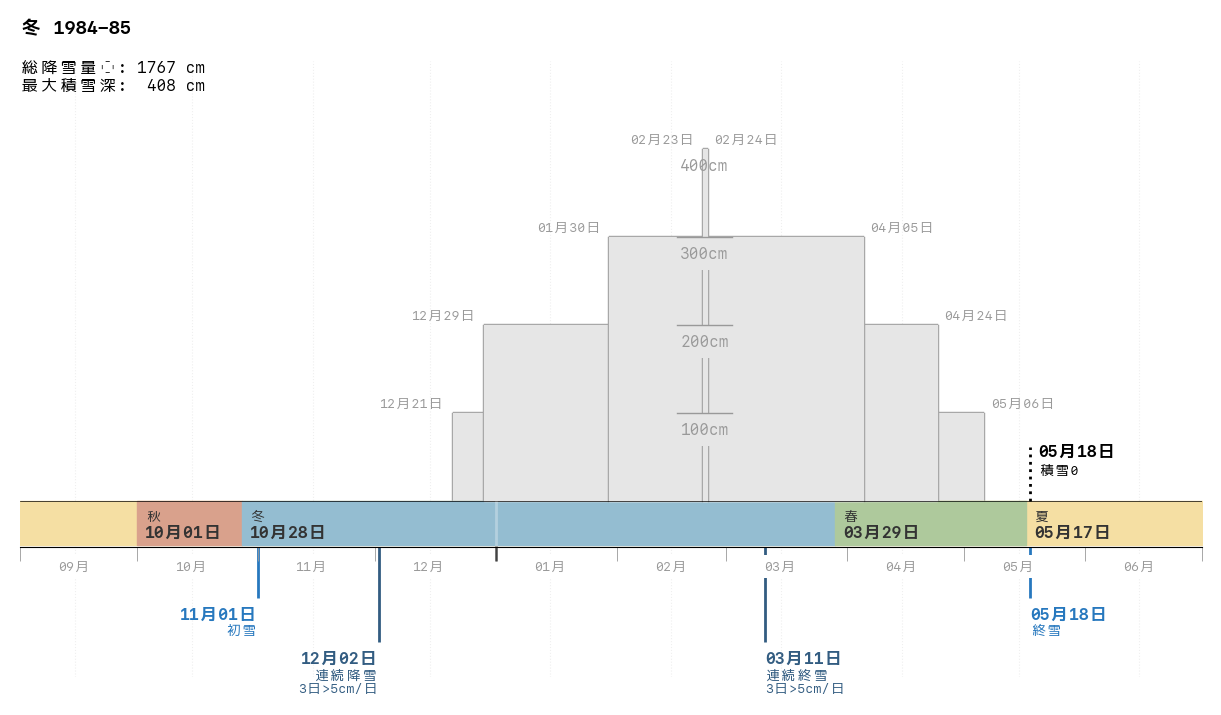 冬 1984–85
総降雪量: 1767 cm
最大積雪深: 408 cm
02月23日 02月24日
400cm
01月30日 04月05日
300cm
12月29日 04月24日
200cm
12月21日 05月06日
100cm
05月18日
積雪0
秋 冬 春 夏
10月01日 10月28日 03月29日 05月17日
09月 10月 11月 12月 01月 02月 03月 04月 05月 06月
11月01日 05月18日
初雪 終雪
12月02日 03月11日
連続降雪 連続終雪
3日>5cm/日 3日>5cm/日